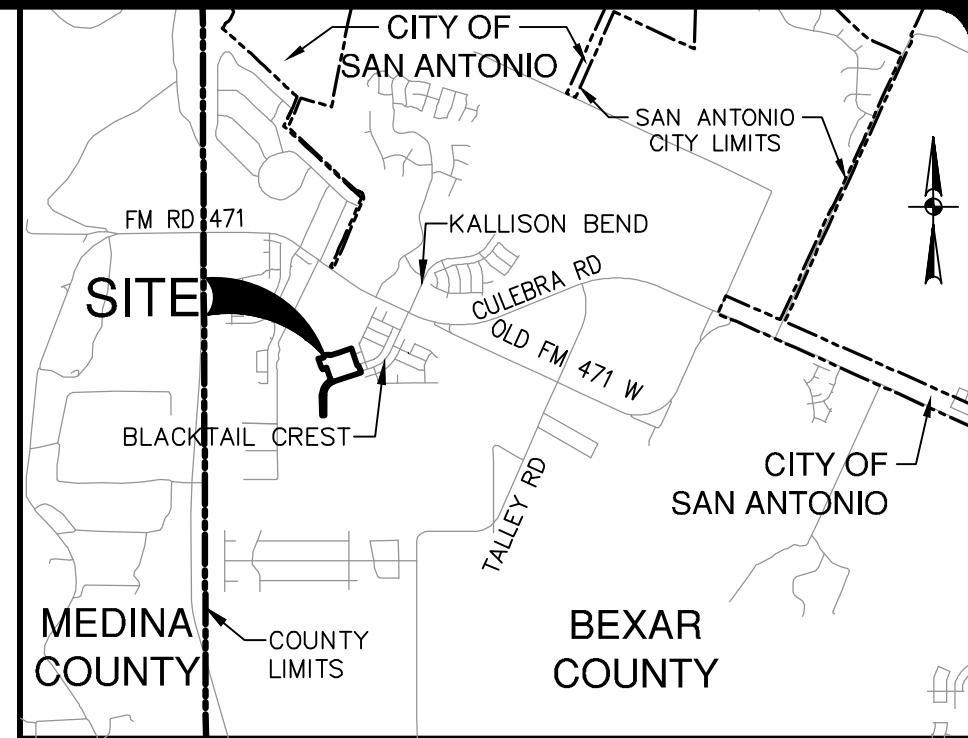 CITY OF
SAN ANTONIO
SAN ANTONIO
CITY LIMITS
FM RD 471
KALLISON BEND
SITE
CULEBRA RD
OLD FM 471 W
BLACKTAIL CREST
CITY OF
SAN ANTONIO
TALLEY RD
MEDINA
COUNTY
COUNTY
LIMITS
BEXAR
COUNTY